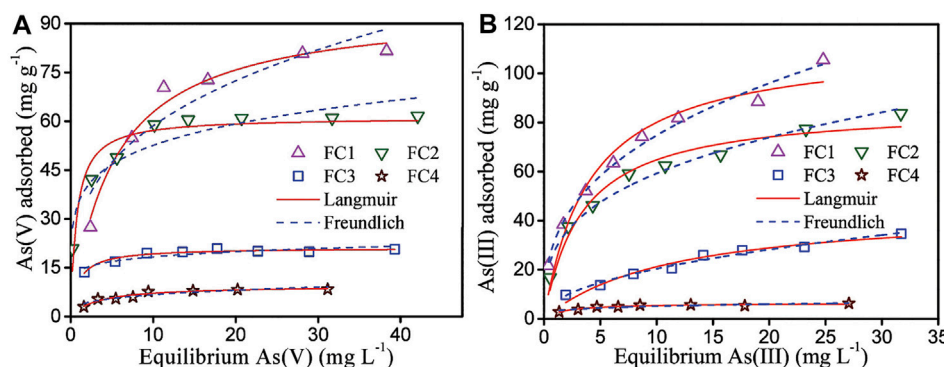 A
As(V) adsorbed (mg g⁻¹)
90
75
60
45
30
15
0
FC1
FC2
FC3
FC4
Langmuir
Freundlich
0
10
20
30
40
Equilibrium As(V) (mg L⁻¹)
B
As(III) adsorbed (mg g⁻¹)
120
100
80
60
40
20
0
FC1
FC2
FC3
FC4
Langmuir
Freundlich
0
5
10
15
20
25
30
35
Equilibrium As(III) (mg L⁻¹)